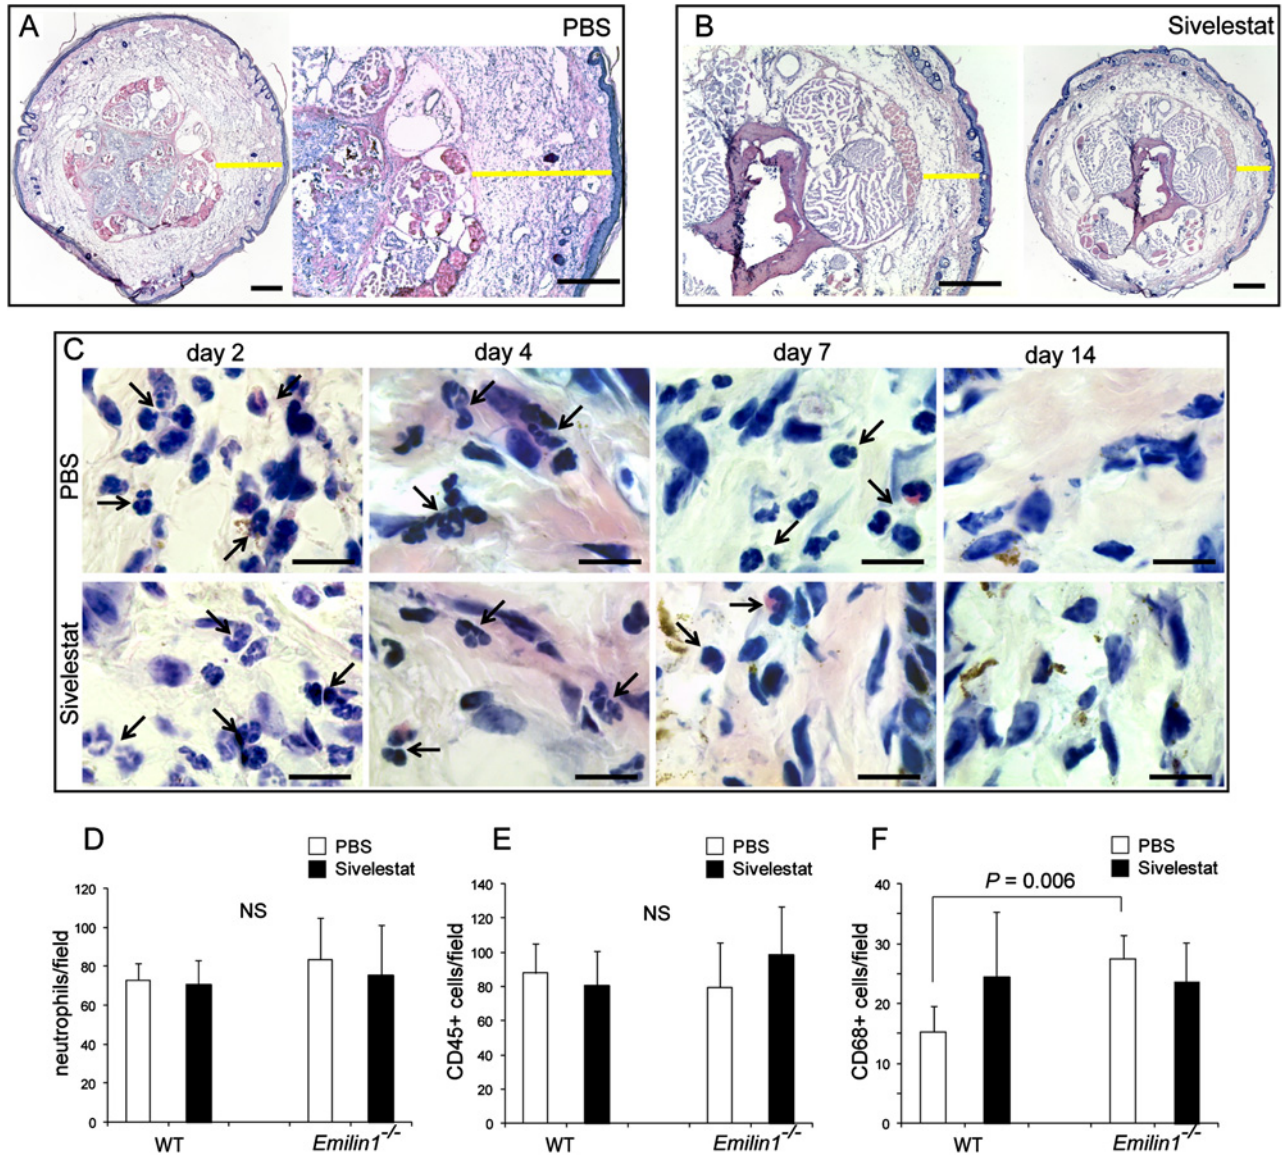 A
PBS
B
Sivelestat
C
day 2
day 4
day 7
day 14
PBS
Sivelestat
D
PBS
Sivelestat
NS
neutrophils/field
120
100
80
60
40
20
0
WT
Emilin1-/-
E
PBS
Sivelestat
NS
CD45+ cells/field
140
120
100
80
60
40
20
0
WT
Emilin1-/-
F
PBS
Sivelestat
P = 0.006
CD68+ cells/field
40
30
20
10
0
WT
Emilin1-/-